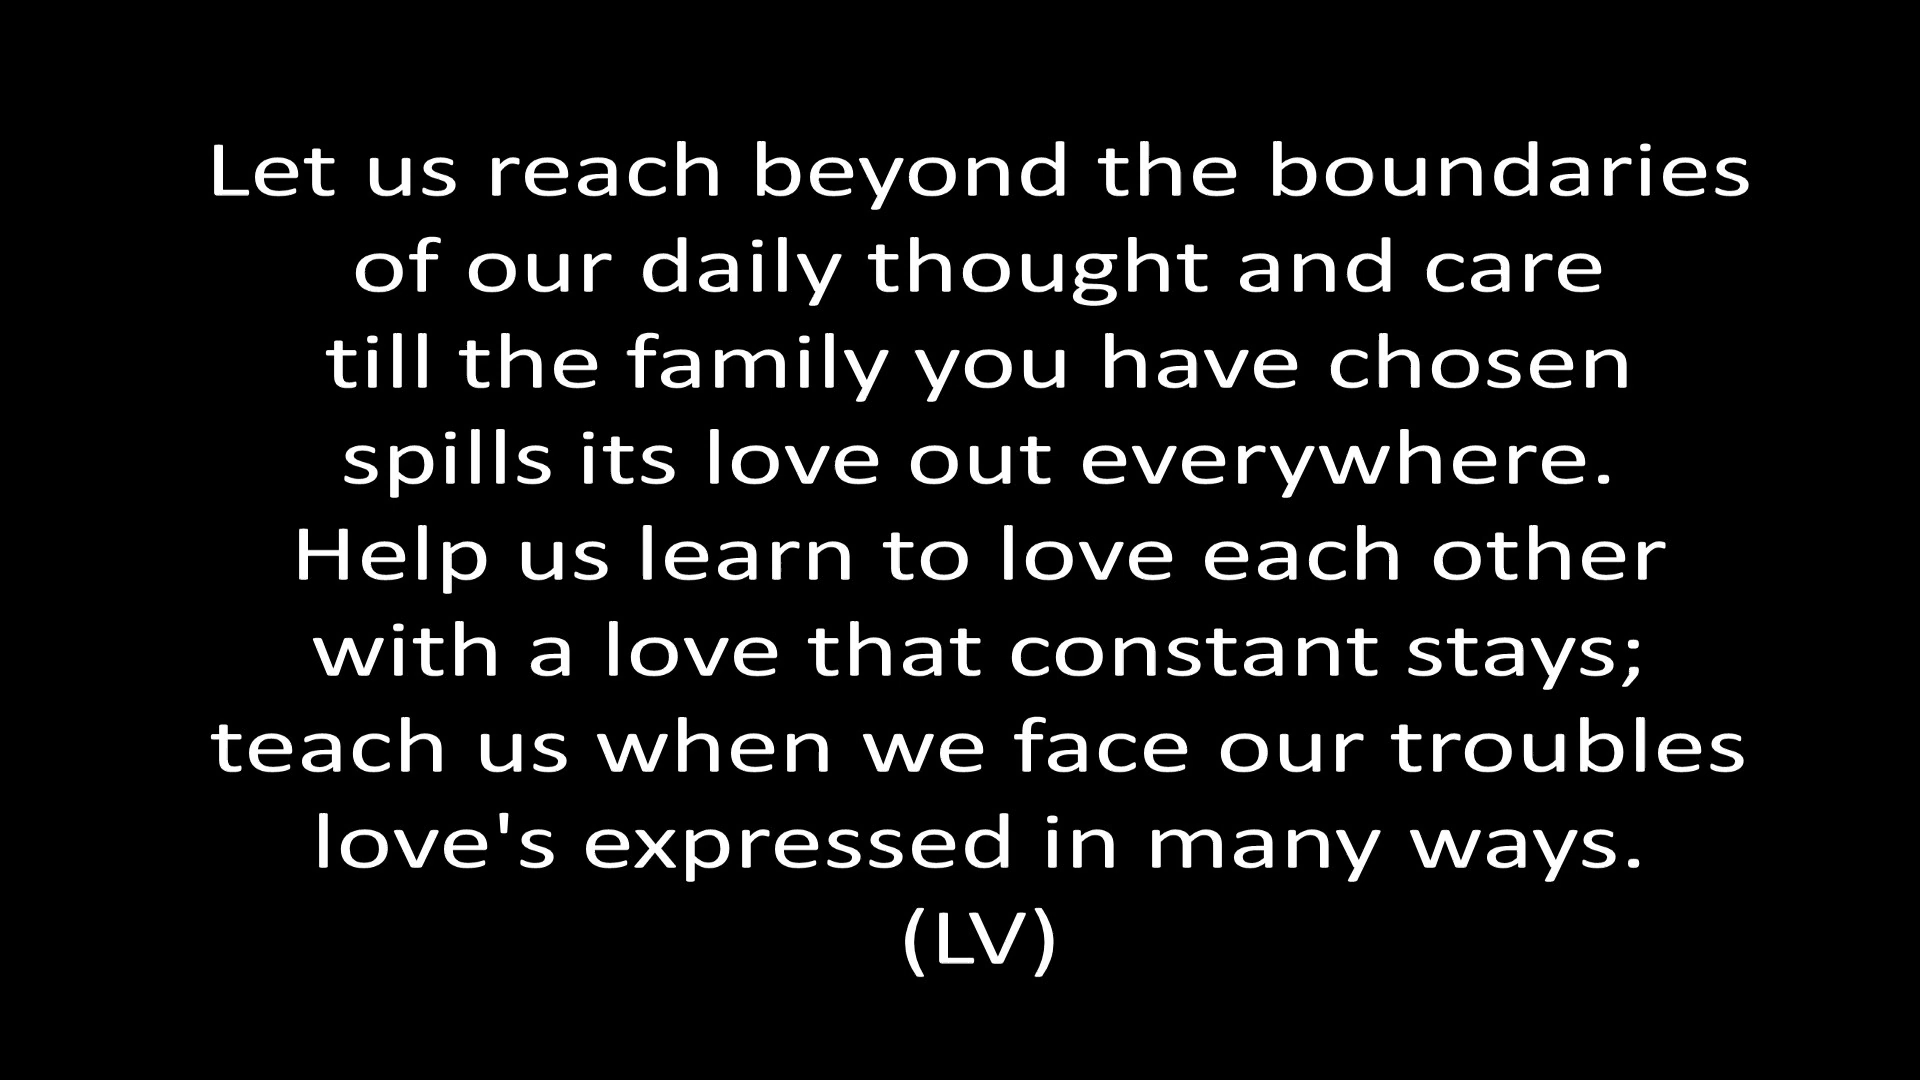 Let us reach beyond the boundaries
of our daily thought and care
till the family you have chosen
spills its love out everywhere.
Help us learn to love each other
with a love that constant stays;
teach us when we face our troubles
love's expressed in many ways.
(LV)